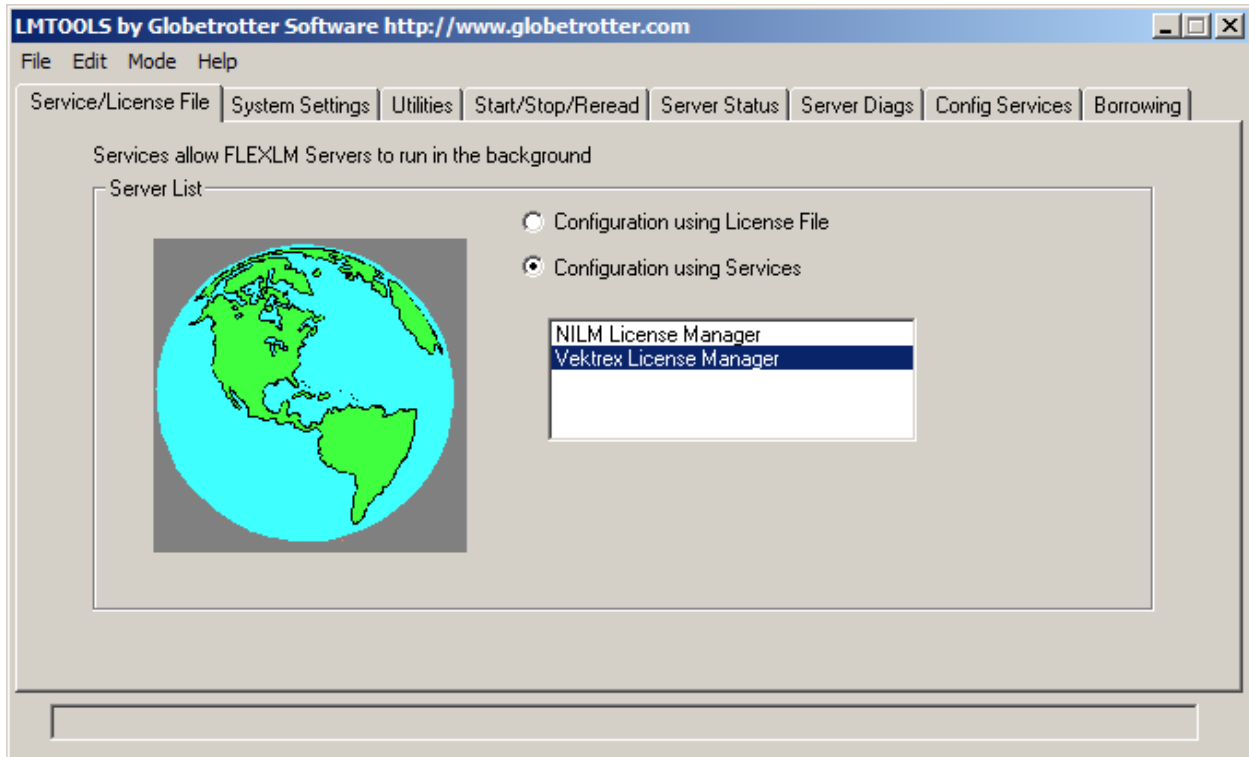 LMTOOLS by Globetrotter Software http://www.globetrotter.com
File Edit Mode Help
Service/License File System Settings Utilities Start/Stop/Reread Server Status Server Diags Config Services Borrowing
Services allow FLEXLM Servers to run in the background
Server List
Configuration using License File
Configuration using Services
NILM License Manager
Vektrex License Manager